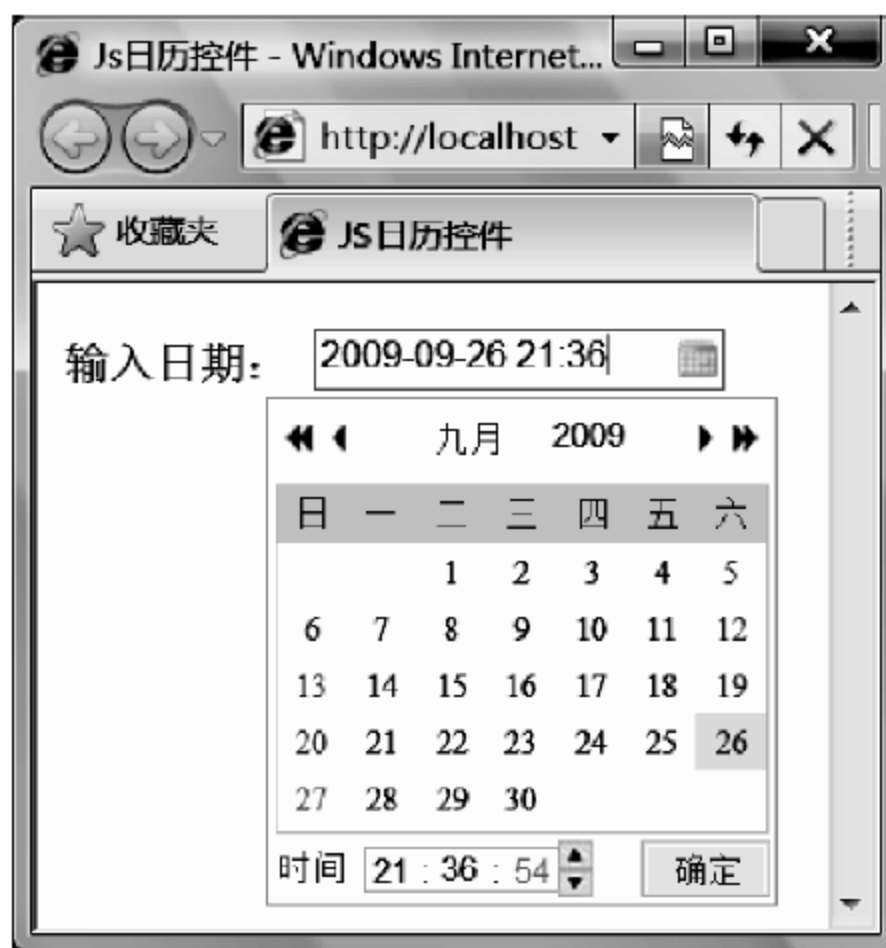 Js日历控件 - Windows Internet...
http://localhost
收藏夹 JS日历控件
输入日期： 2009-09-26 21:36
九月 2009
日 一 二 三 四 五 六
1 2 3 4 5
6 7 8 9 10 11 12
13 14 15 16 17 18 19
20 21 22 23 24 25 26
27 28 29 30
时间 21 : 36 : 54 确定